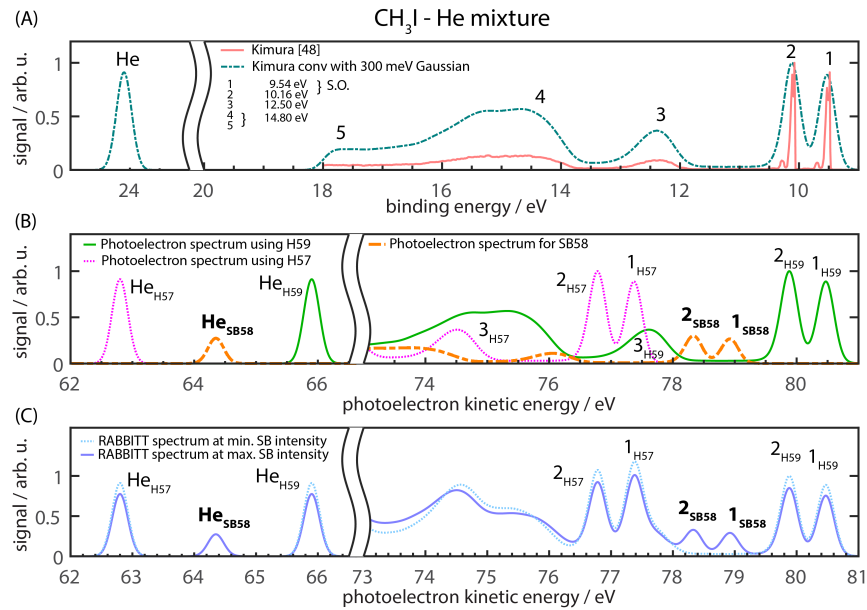 (A) CH3I - He mixture
signal / arb. u.
1
0.5
0
He
Kimura [48]
Kimura conv with 300 meV Gaussian
1 9.54 eV } S.O.
2 10.16 eV
3 12.50 eV
4 } 14.80 eV
5
5 4 3 2 1
24 20 18 16 14 12 10
binding energy / eV
(B)
signal / arb. u.
1
0.5
0
Photoelectron spectrum using H59
Photoelectron spectrum using H57
Photoelectron spectrum for SB58
HeH57 HeSB58 HeH59 3H57 2H57 1H57 3H59 2SB58 1SB58 2H59 1H59
62 64 66 74 76 78 80
photoelectron kinetic energy / eV
(C)
signal / arb. u.
1
0.5
0
RABBITT spectrum at min. SB intensity
RABBITT spectrum at max. SB intensity
HeH57 HeSB58 HeH59 2H57 1H57 2SB58 1SB58 2H59 1H59
62 63 64 65 66 73 74 75 76 77 78 79 80 81
photoelectron kinetic energy / eV